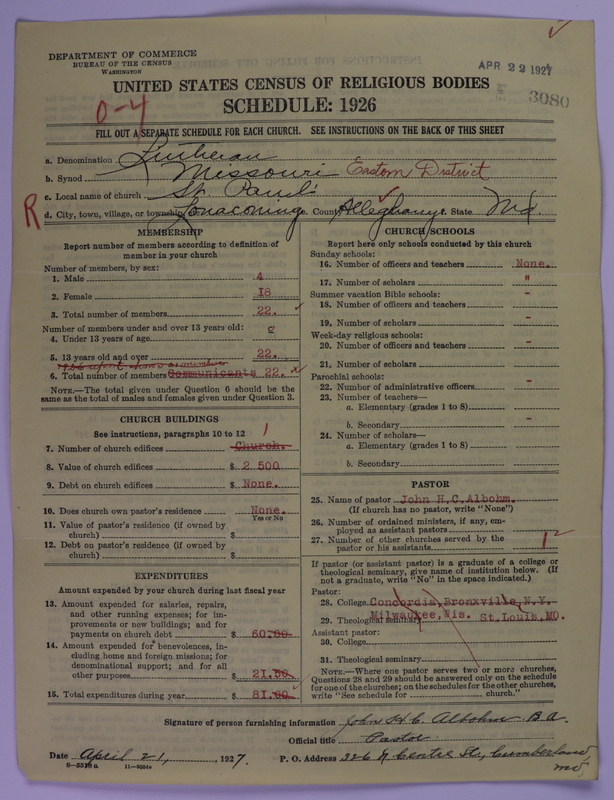 DEPARTMENT OF COMMERCE
BUREAU OF THE CENSUS
WASHINGTON
APR 22 1927
3080
UNITED STATES CENSUS OF RELIGIOUS BODIES
SCHEDULE: 1926
0-4
FILL OUT A SEPARATE SCHEDULE FOR EACH CHURCH. SEE INSTRUCTIONS ON THE BACK OF THIS SHEET
a. Denomination Lutheran
b. Synod Missouri Eastern District
c. Local name of church St. Paul's
R
d. City, town, village, or township Lonaconing e. County Alleghany f. State Md.
MEMBERSHIP
Report number of members according to definition of member in your church
Number of members, by sex:
1. Male 4
2. Female 18
3. Total number of members 22.
Number of members under and over 13 years old:
4. Under 13 years of age
5. 13 years old and over 22.
6. Total number of members Communicants 22.
NOTE.—The total given under Question 6 should be the
same as the total of males and females given under Question 3.
CHURCH BUILDINGS
See instructions, paragraphs 10 to 12
7. Number of church edifices Church. 1
8. Value of church edifices $ 2 500
9. Debt on church edifices $ None.
10. Does church own pastor's residence None.
Yes or No
11. Value of pastor's residence (if owned by
church) $
12. Debt on pastor's residence (if owned by
church) $
EXPENDITURES
Amount expended by your church during last fiscal year
13. Amount expended for salaries, repairs,
and other running expenses; for im-
provements or new buildings; and for
payments on church debt $ 60.00.
14. Amount expended for benevolences, in-
cluding home and foreign missions; for
denominational support; and for all
other purposes $ 21.00
15. Total expenditures during year $ 81.00
CHURCH SCHOOLS
Report here only schools conducted by this church
Sunday schools:
16. Number of officers and teachers None.
17. Number of scholars "
Summer vacation Bible schools:
18. Number of officers and teachers -
19. Number of scholars -
Week-day religious schools:
20. Number of officers and teachers -
21. Number of scholars
Parochial schools:
22. Number of administrative officers -
23. Number of teachers—
a. Elementary (grades 1 to 8)
b. Secondary -
24. Number of scholars—
a. Elementary (grades 1 to 8)
b. Secondary
PASTOR
25. Name of pastor John H.C.Albohm.
(If church has no pastor, write "None")
26. Number of ordained ministers, if any, em-
ployed as assistant pastors
27. Number of other churches served by the
pastor or his assistants 1
If pastor (or assistant pastor) is a graduate of a college or
theological seminary, give name of institution below. (If
not a graduate, write "No" in the space indicated.)
Pastor:
28. College Concordia, Bronxville, N.Y.
Milwaukee, Wis. St.Louis, MO.
29. Theological seminary
Assistant pastor:
30. College
31. Theological seminary
NOTE.—Where one pastor serves two or more churches,
Questions 28 and 29 should be answered only on the schedule
for one of the churches; on the schedules for the other churches,
write "See schedule for church."
Signature of person furnishing information John H. C. Albohm B.A.
Official title Pastor
Date April 21, 1927. P. O. Address 326 N Centre St., Cumberland,
Md.
11-9654